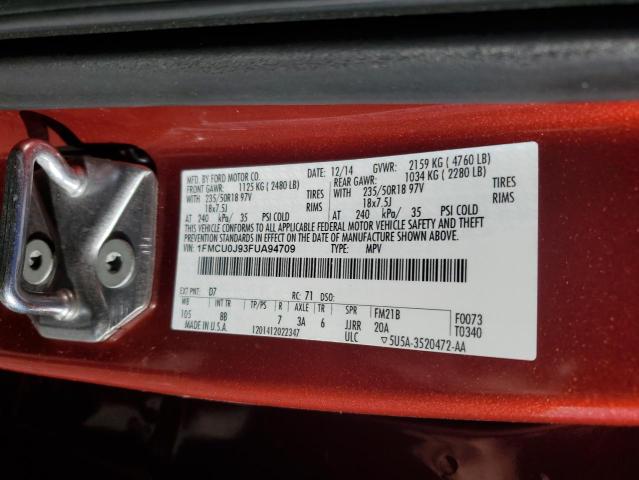 MFD. BY FORD MOTOR CO. DATE: 12/14 GVWR: 2159 KG ( 4760 LB)
FRONT GAWR: 1125 KG ( 2480 LB) REAR GAWR: 1034 KG ( 2280 LB)
WITH 235/50R18 97V TIRES WITH 235/50R18 97V TIRES
18x7.5J RIMS 18x7.5J RIMS
AT 240 kPa/ 35 PSI COLD AT 240 kPa/ 35 PSI COLD
THIS VEHICLE CONFORMS TO ALL APPLICABLE FEDERAL MOTOR VEHICLE SAFETY AND THEFT PREVENTION STANDARDS IN EFFECT ON THE DATE OF MANUFACTURE SHOWN ABOVE.
VIN: 1FMCU0J93FUA94709 TYPE: MPV
EXT PNT: D7 RC: 71 DSO:
WB INT TR TP/PS R AXLE TR SPR FM21B F0073
105 8B 7 3A 6 JJRR 20A T0340
MADE IN U.S.A. 1201412022347 ULC ▽5U5A-3520472-AA